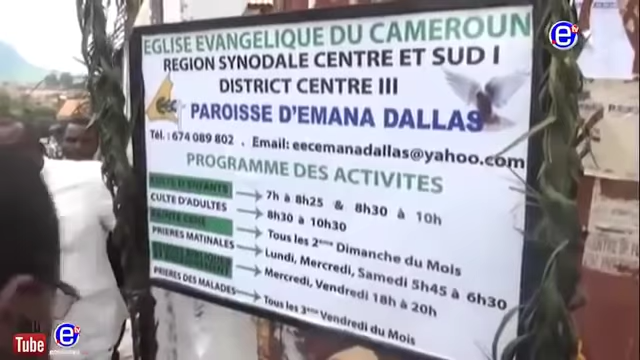 EGLISE EVANGELIQUE DU CAMEROUN
REGION SYNODALE CENTRE ET SUD I
DISTRICT CENTRE III
eec
PAROISSE D'EMANA DALLAS
Tél. : 674 089 802 . Email: eecemanadallas@yahoo.com
PROGRAMME DES ACTIVITES
CULTE D'ENFANTS 7h à 8h25 & 8h30 à 10h
CULTE D'ADULTES 8h30 à 10h30
SAINTE CENE Tous les 2ème Dimanche du Mois
PRIERES MATINALES Lundi, Mercredi, Samedi 5h45 à 6h30
Mercredi, Vendredi 18h à 20h
PRIERES DES MALADES Tous les 3ème Vendredi du Mois
e tv
Tube
e tv